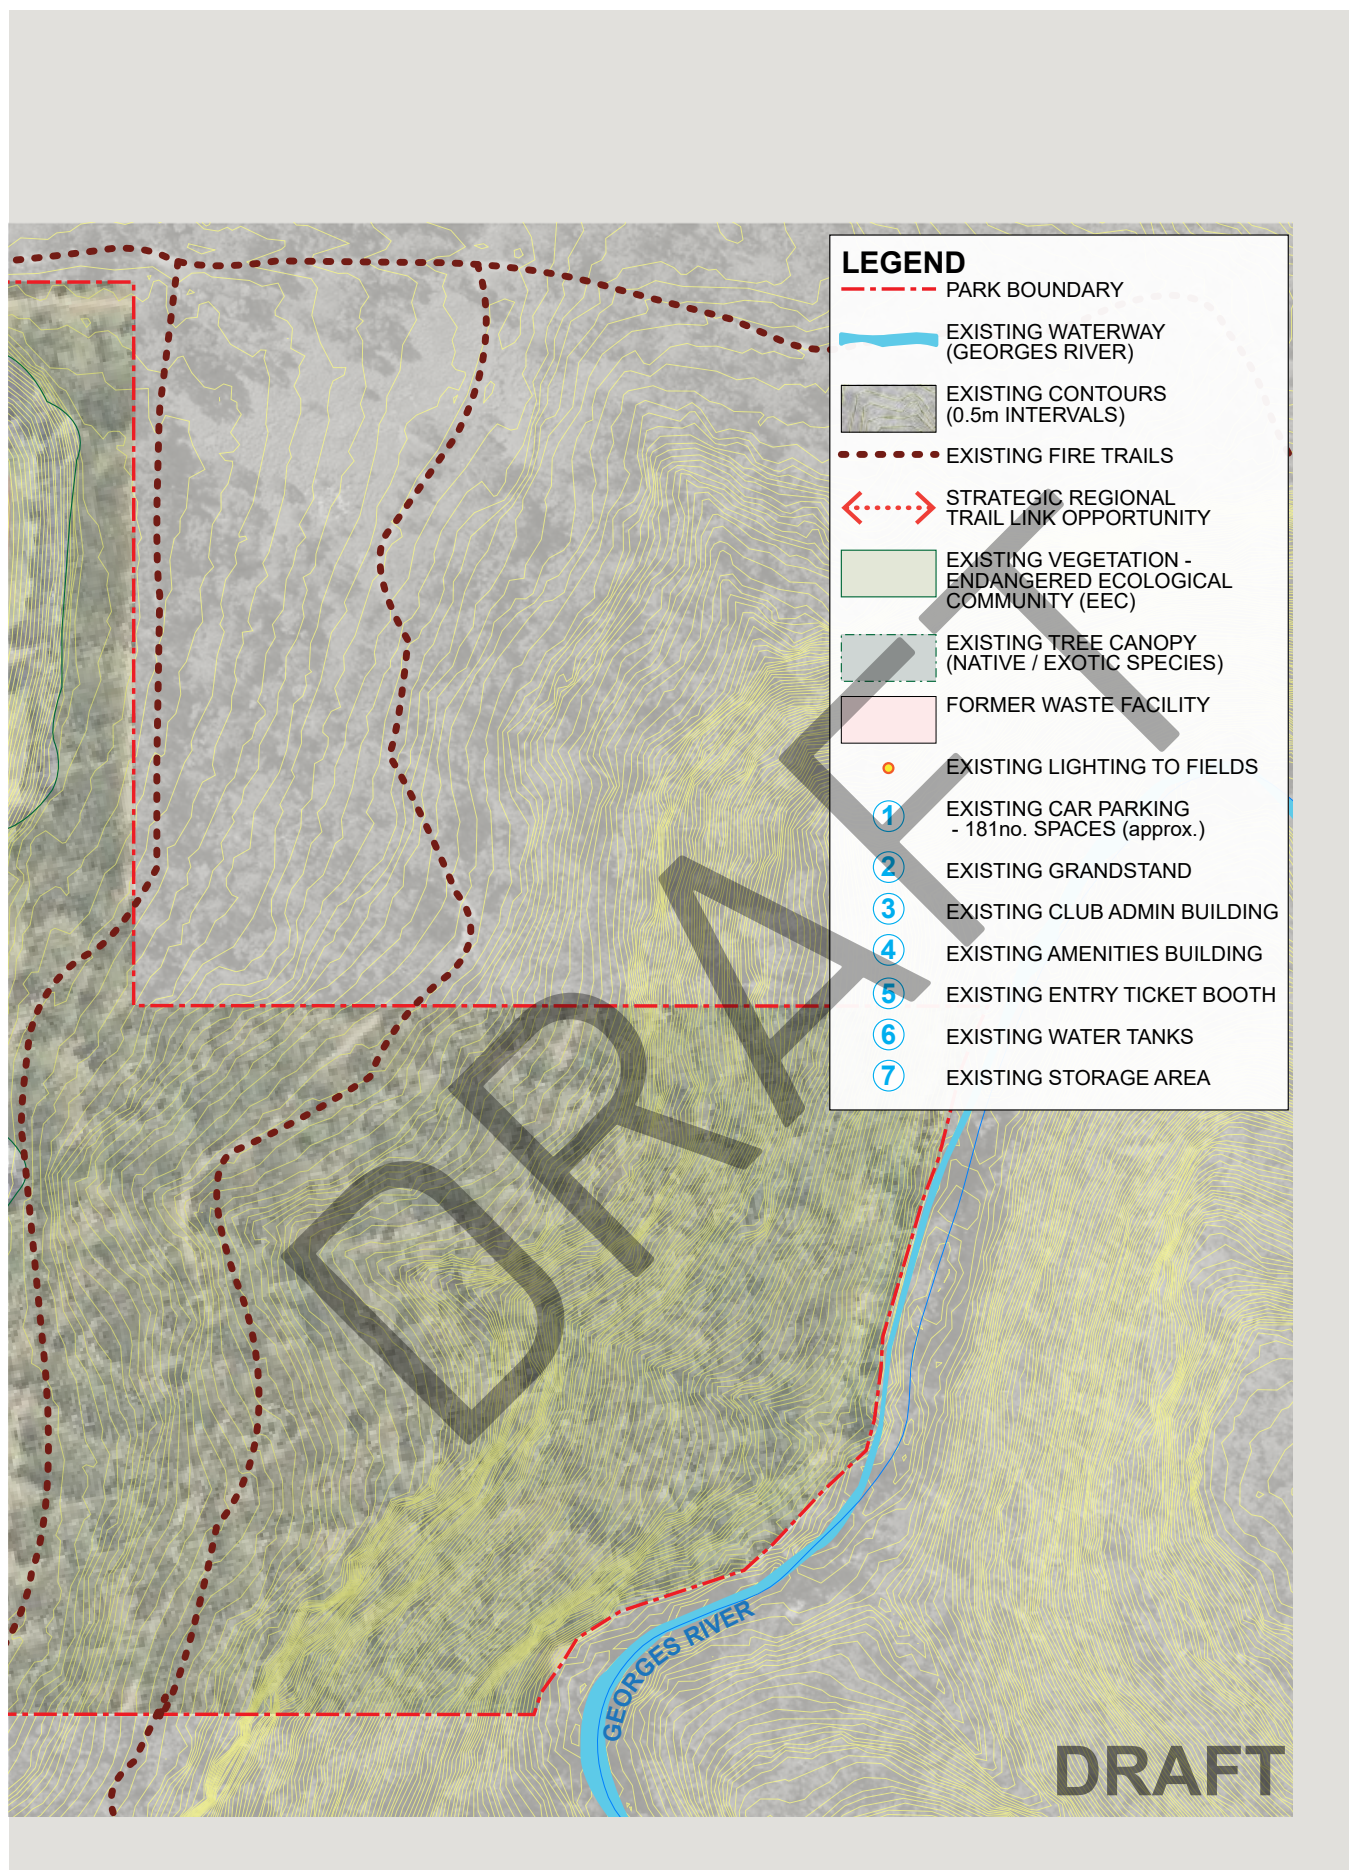 LEGEND
PARK BOUNDARY
EXISTING WATERWAY
(GEORGES RIVER)
EXISTING CONTOURS
(0.5m INTERVALS)
EXISTING FIRE TRAILS
STRATEGIC REGIONAL
TRAIL LINK OPPORTUNITY
EXISTING VEGETATION -
ENDANGERED ECOLOGICAL
COMMUNITY (EEC)
EXISTING TREE CANOPY
(NATIVE / EXOTIC SPECIES)
FORMER WASTE FACILITY
EXISTING LIGHTING TO FIELDS
1 EXISTING CAR PARKING
- 181no. SPACES (approx.)
2 EXISTING GRANDSTAND
3 EXISTING CLUB ADMIN BUILDING
4 EXISTING AMENITIES BUILDING
5 EXISTING ENTRY TICKET BOOTH
6 EXISTING WATER TANKS
7 EXISTING STORAGE AREA
DRAFT
GEORGES RIVER
DRAFT